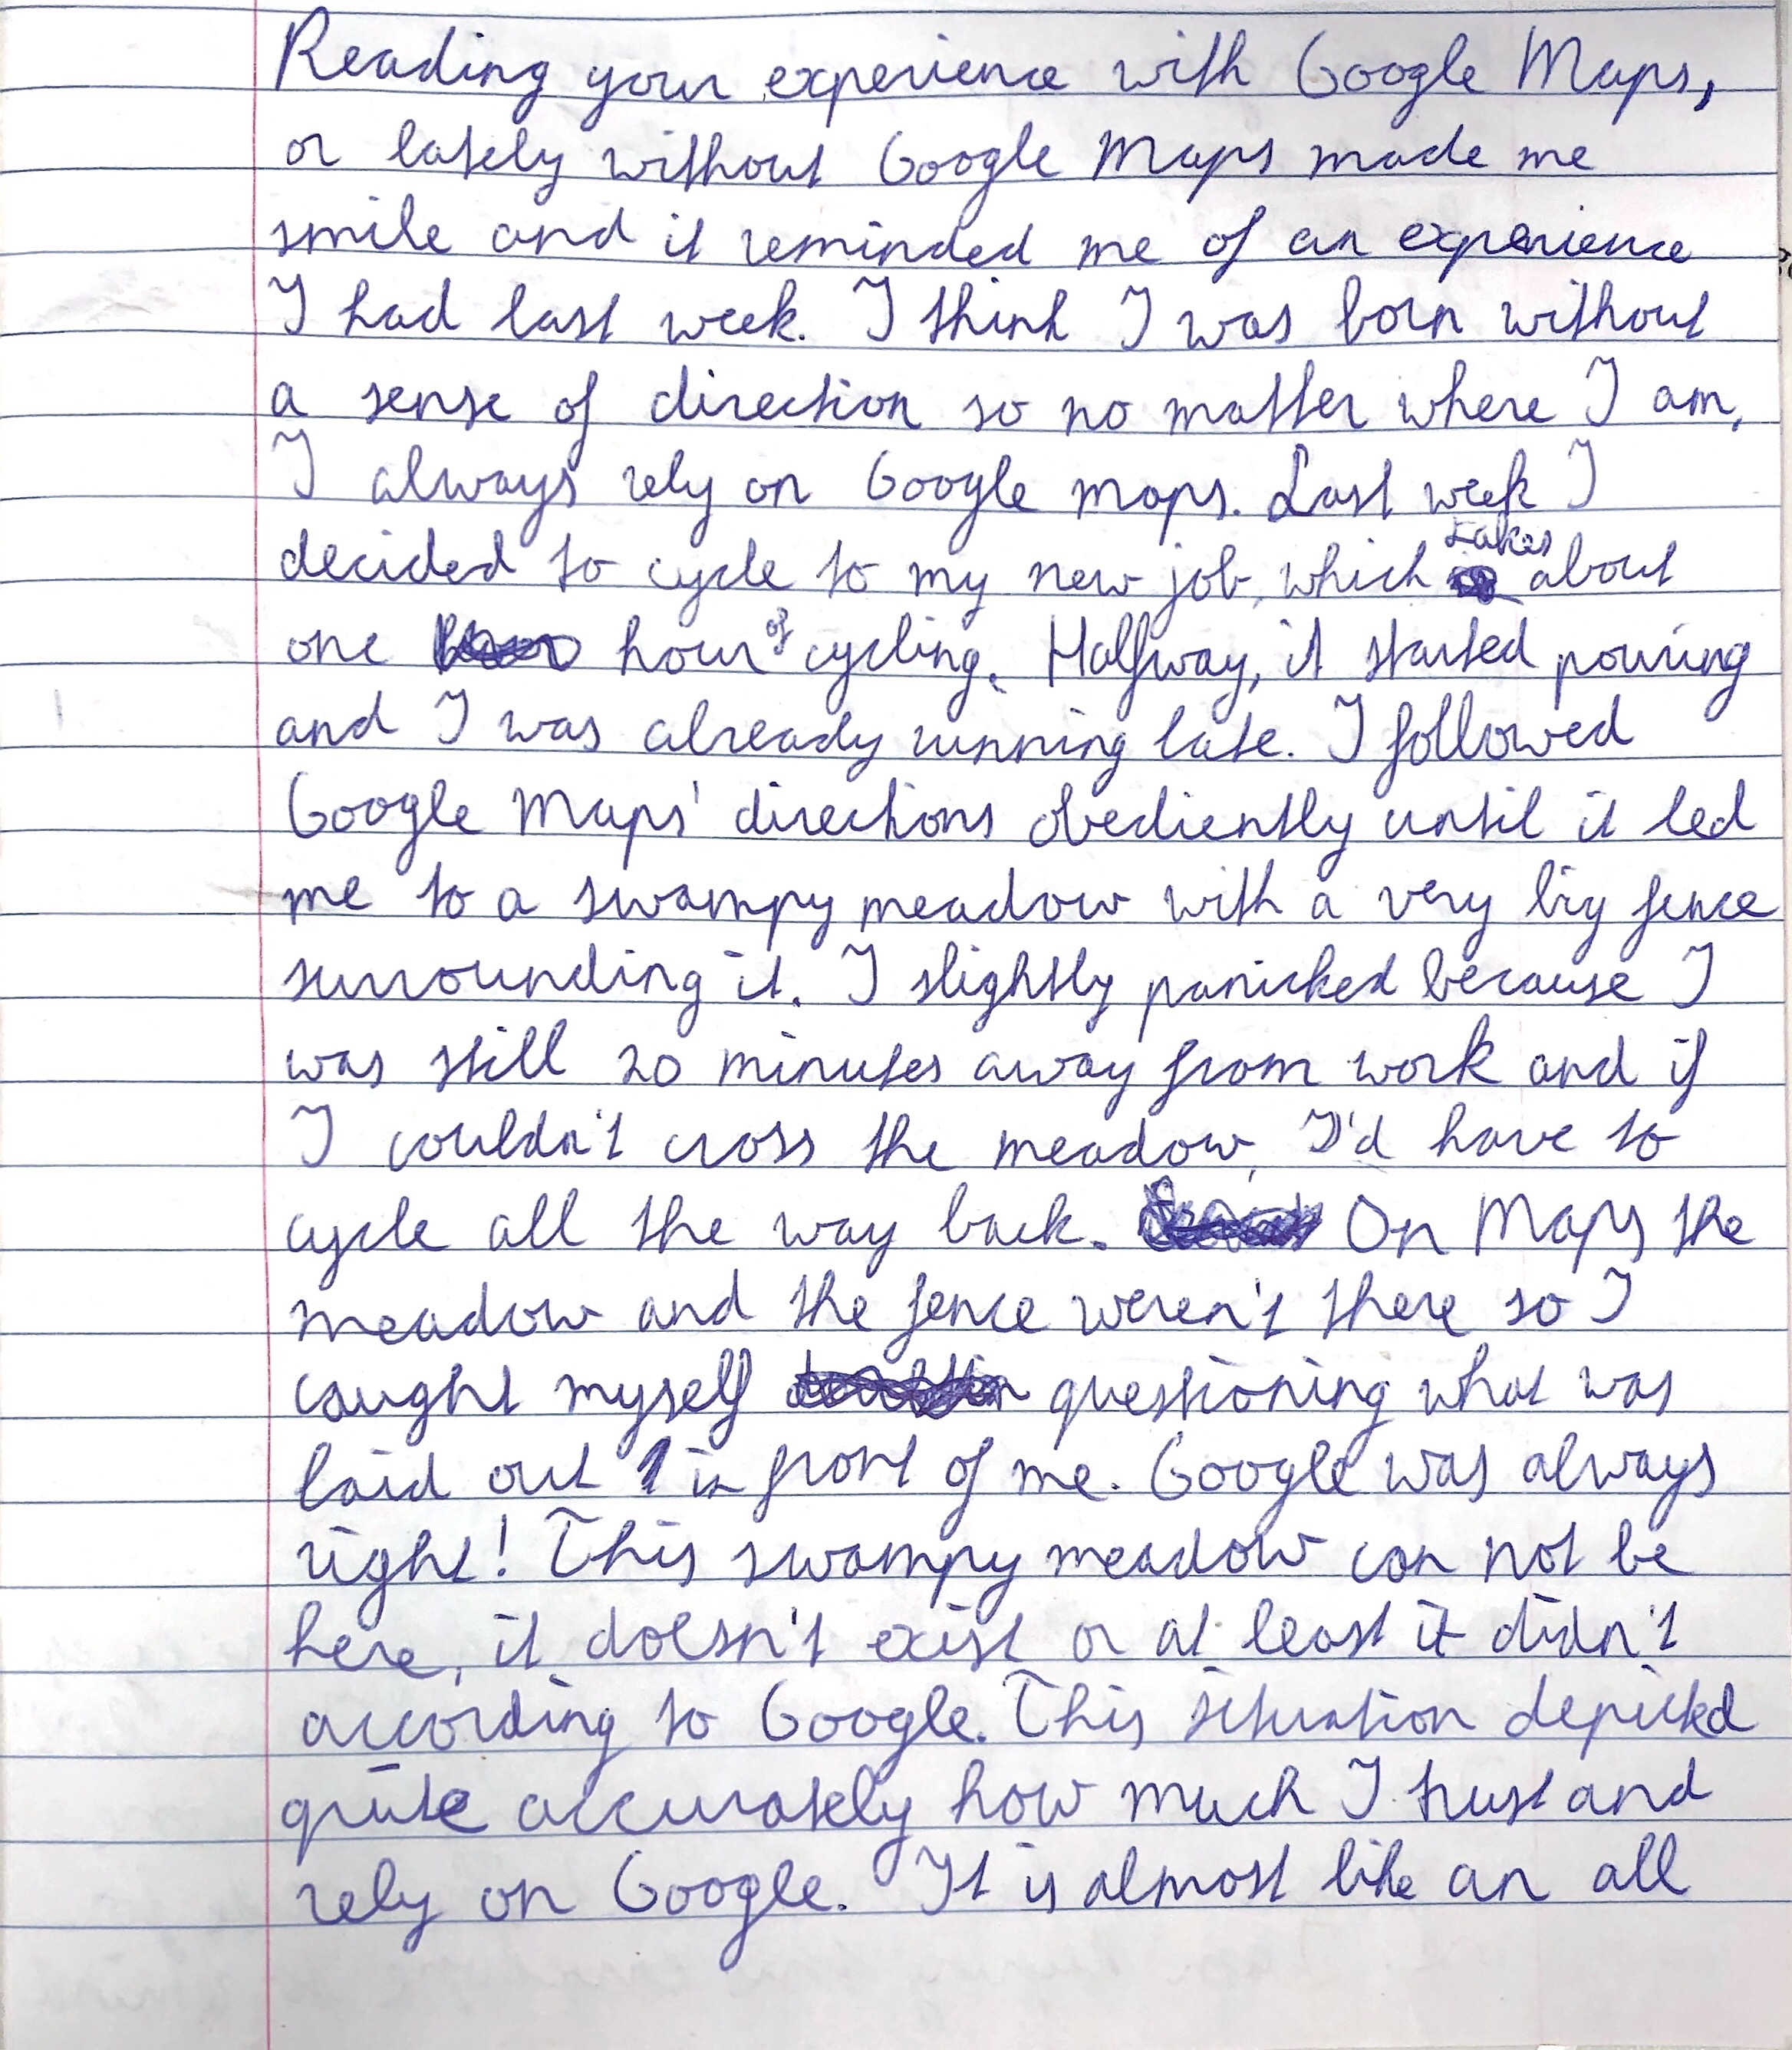 Reading your experience with Google Maps,
or lately without Google Maps made me
smile and it reminded me of an experience
I had last week. I think I was born without
a sense of direction so no matter where I am,
I always rely on Google maps. Last week I
decided to cycle to my new job, which takes about
one hour of cycling. Halfway, it started pouring
and I was already running late. I followed
Google Maps' directions obediently until it led
me to a swampy meadow with a very big fence
surrounding it. I slightly panicked because I
was still 20 minutes away from work and if
I couldn't cross the meadow, I'd have to
cycle all the way back. On Maps the
meadow and the fence weren't there so I
caught myself questioning what was
laid out in front of me. Google was always
right! This swampy meadow can not be
here, it doesn't exist or at least it didn't
according to Google. This situation depicted
quite accurately how much I trust and
rely on Google. It is almost like an all